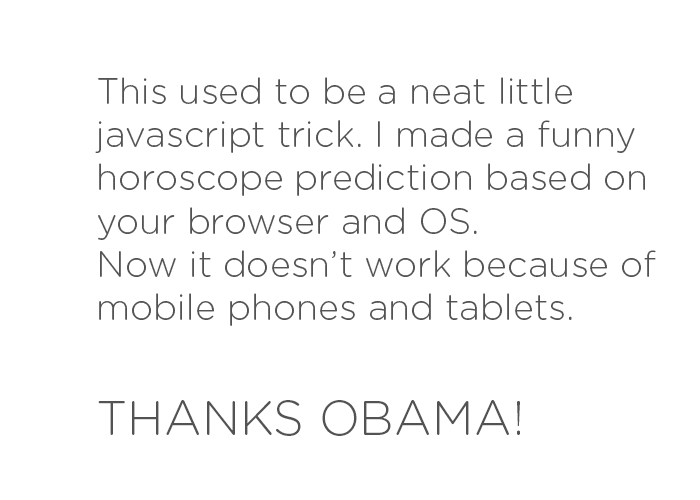 This used to be a neat little
javascript trick. I made a funny
horoscope prediction based on
your browser and OS.
Now it doesn’t work because of
mobile phones and tablets.
THANKS OBAMA!